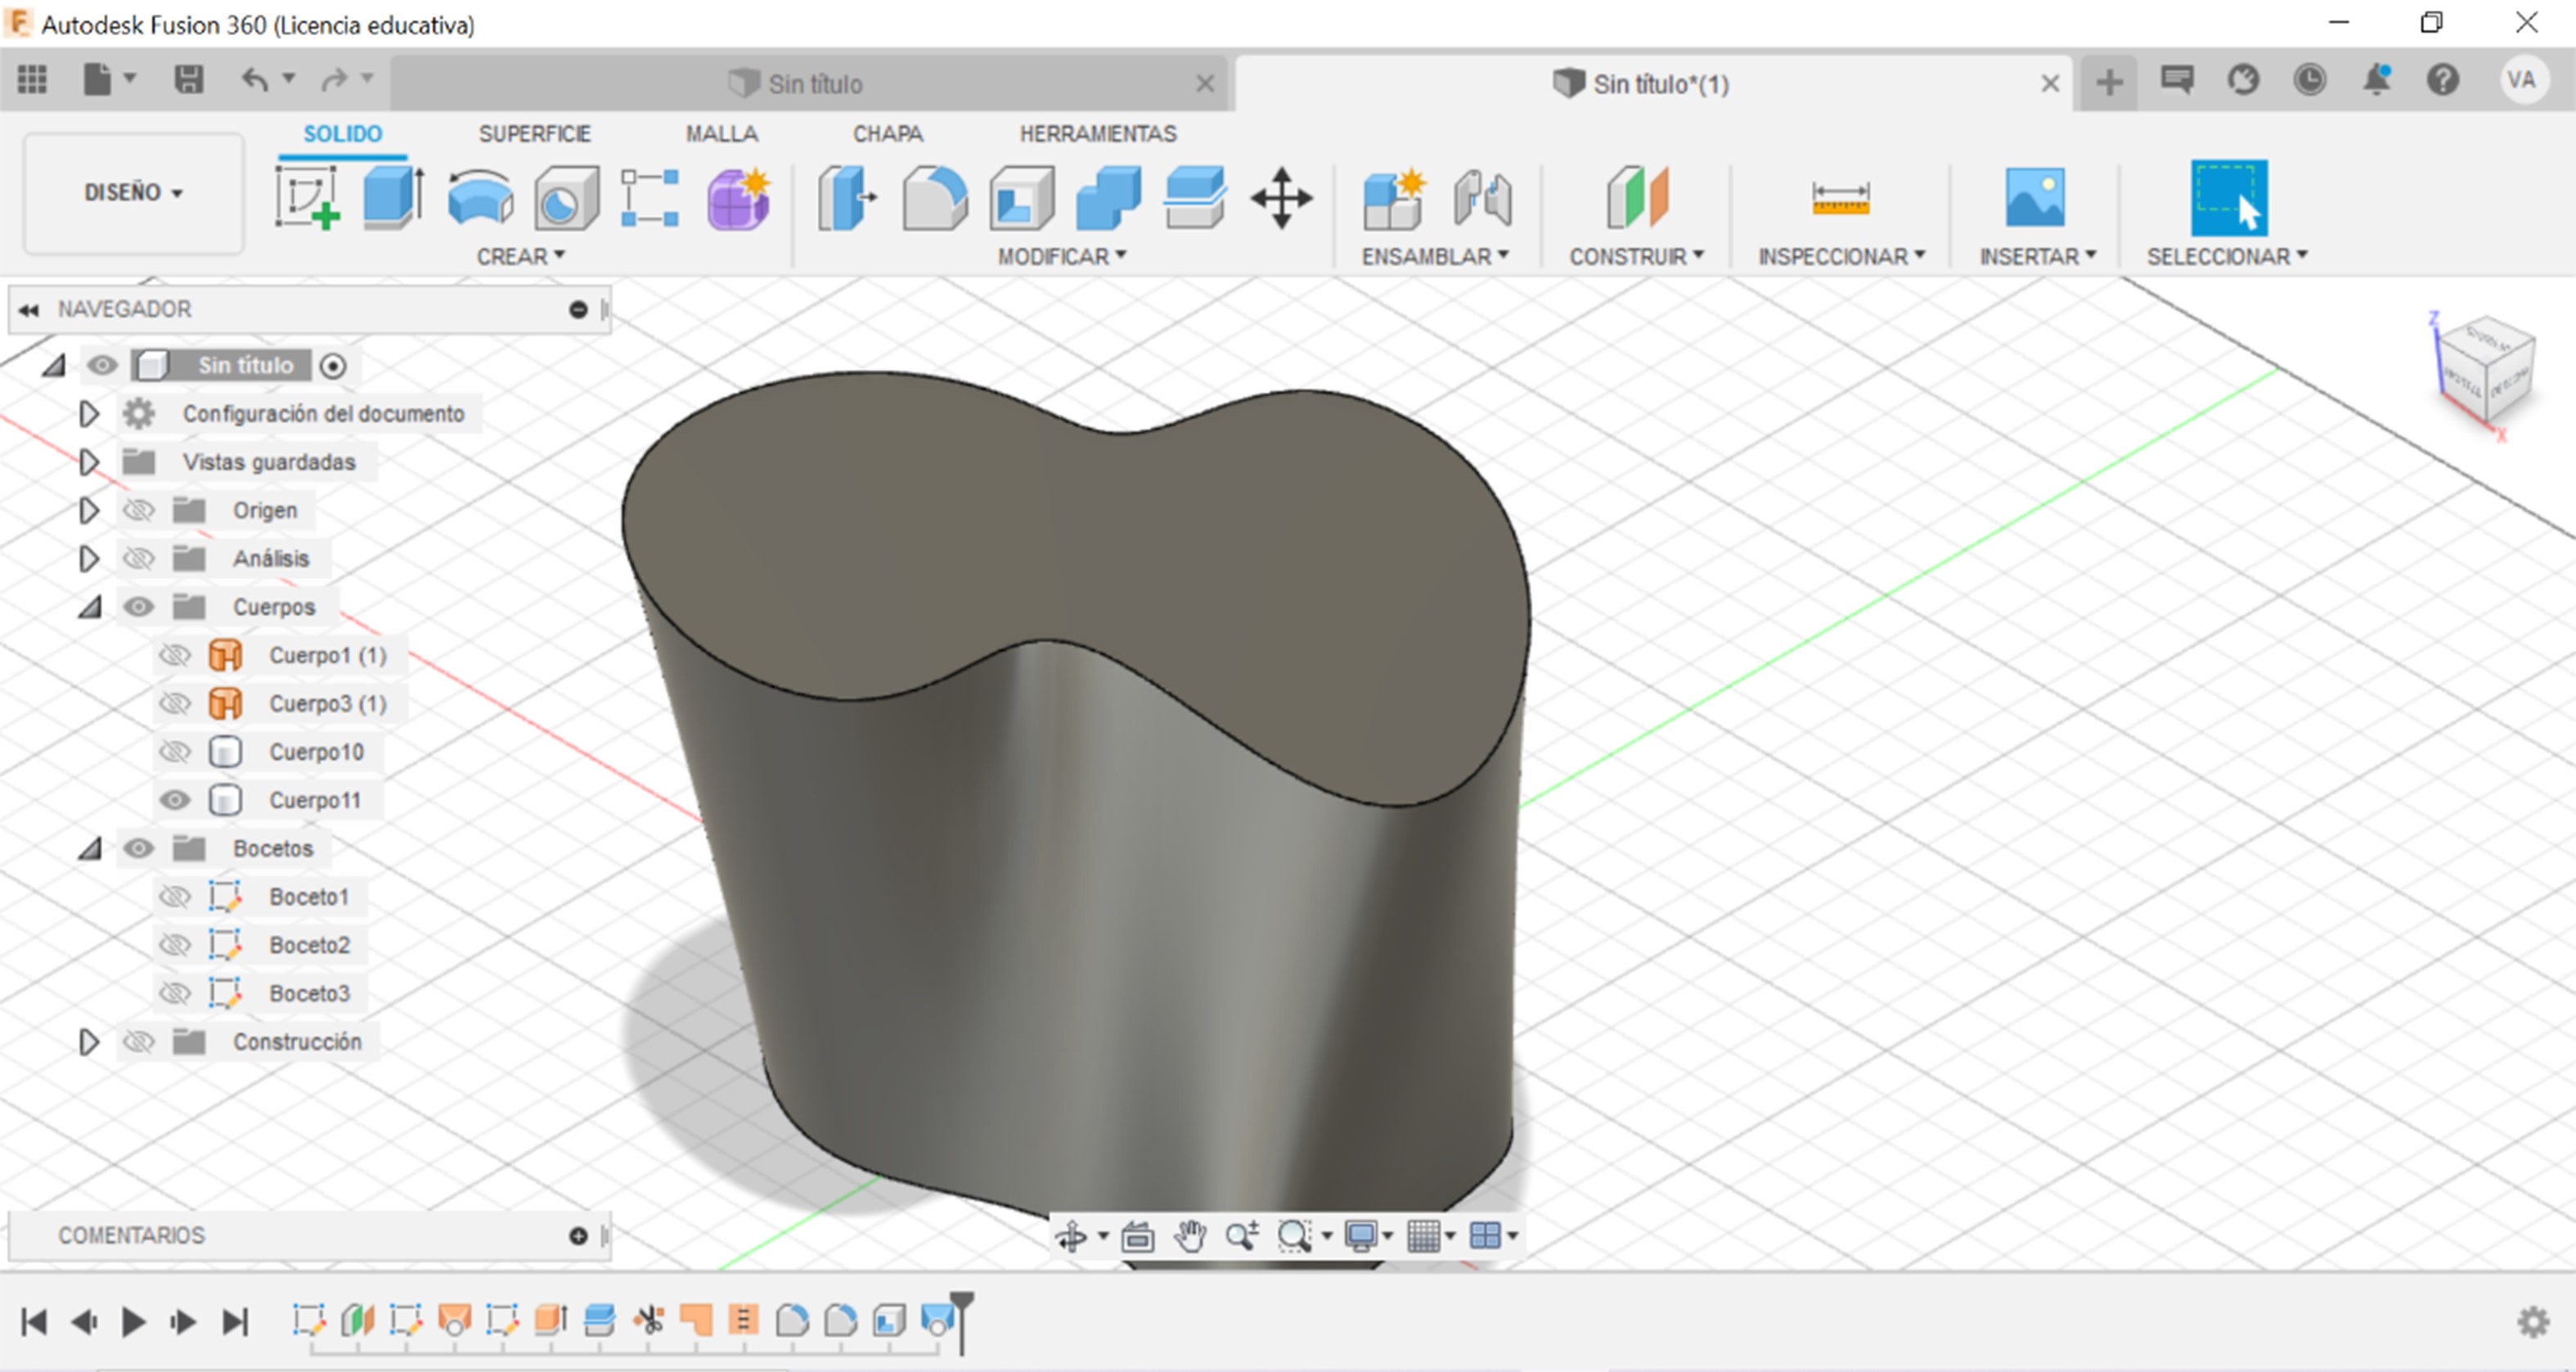 Autodesk Fusion 360 (Licencia educativa)
Sin título
Sin título*(1)
VA
SOLIDO SUPERFICIE MALLA CHAPA HERRAMIENTAS
DISEÑO
CREAR MODIFICAR ENSAMBLAR CONSTRUIR INSPECCIONAR INSERTAR SELECCIONAR
NAVEGADOR
Sin título
Configuración del documento
Vistas guardadas
Origen
Análisis
Cuerpos
Cuerpo1 (1)
Cuerpo3 (1)
Cuerpo10
Cuerpo11
Bocetos
Boceto1
Boceto2
Boceto3
Construcción
Z
X
COMENTARIOS